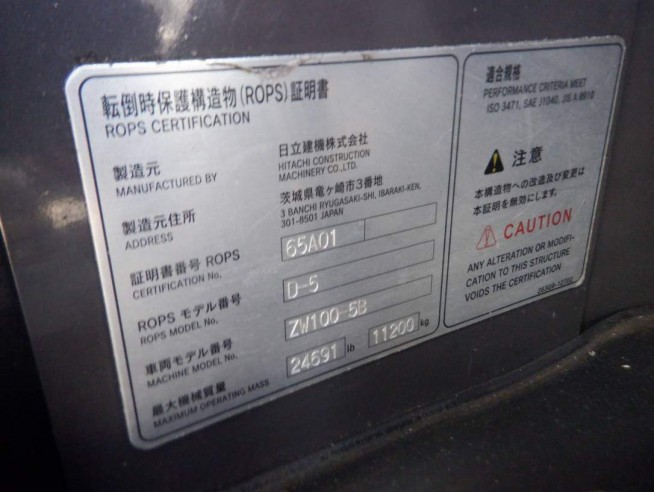 転倒時保護構造物(ROPS)証明書
ROPS CERTIFICATION
製造元
MANUFACTURED BY
日立建機株式会社
HITACHI CONSTRUCTION
MACHINERY CO.,LTD.
製造元住所
ADDRESS
茨城県竜ヶ崎市3番地
3 BANCHI RYUGASAKI-SHI, IBARAKI-KEN,
301-8501 JAPAN
証明書番号 ROPS
CERTIFICATION No.
65A01
ROPS モデル番号
ROPS MODEL No.
D-5
車両モデル番号
MACHINE MODEL No.
ZW100-5B
最大機械質量
MAXIMUM OPERATING MASS
24691 lb 11200 kg
適合規格
PERFORMANCE CRITERIA MEET
ISO 3471, SAE J1040, JIS A 8910
注意
本構造物への改造及び変更は
本証明を無効にします。
CAUTION
ANY ALTERATION OR MODIFI-
CATION TO THIS STRUCTURE
VOIDS THE CERTIFICATION